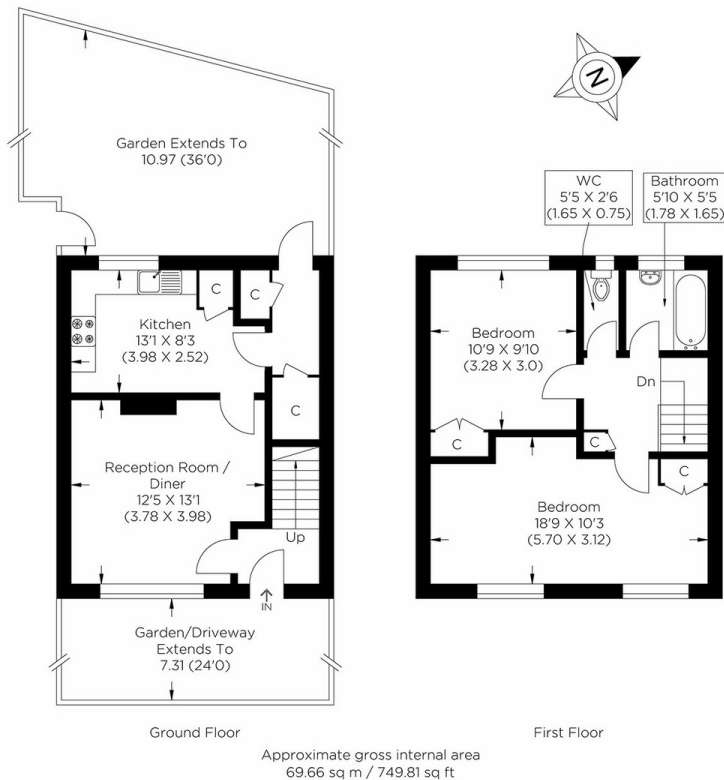 Garden Extends To
10.97 (36'0)
N
WC
5'5 X 2'6
(1.65 X 0.75)
Bathroom
5'10 X 5'5
(1.78 X 1.65)
C
C
Kitchen
13'1 X 8'3
(3.98 X 2.52)
C
Reception Room /
Diner
12'5 X 13'1
(3.78 X 3.98)
Up
IN
Garden/Driveway
Extends To
7.31 (24'0)
Bedroom
10'9 X 9'10
(3.28 X 3.0)
Dn
C
C
C
Bedroom
18'9 X 10'3
(5.70 X 3.12)
Ground Floor
First Floor
Approximate gross internal area
69.66 sq m / 749.81 sq ft